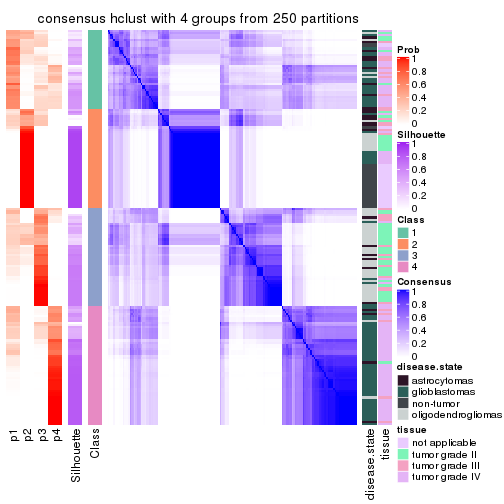 consensus hclust with 4 groups from 250 partitions
Prob
1
0.8
0.6
0.4
0.2
0
Silhouette
1
0.8
0.6
0.4
0.2
0
Class
1
2
3
4
Consensus
1
0.8
0.6
0.4
0.2
0
disease.state
astrocytomas
glioblastomas
non-tumor
oligodendrogliomas
tissue
not applicable
tumor grade II
tumor grade III
tumor grade IV
p1
p2
p3
p4
Silhouette
Class
disease.state
tissue